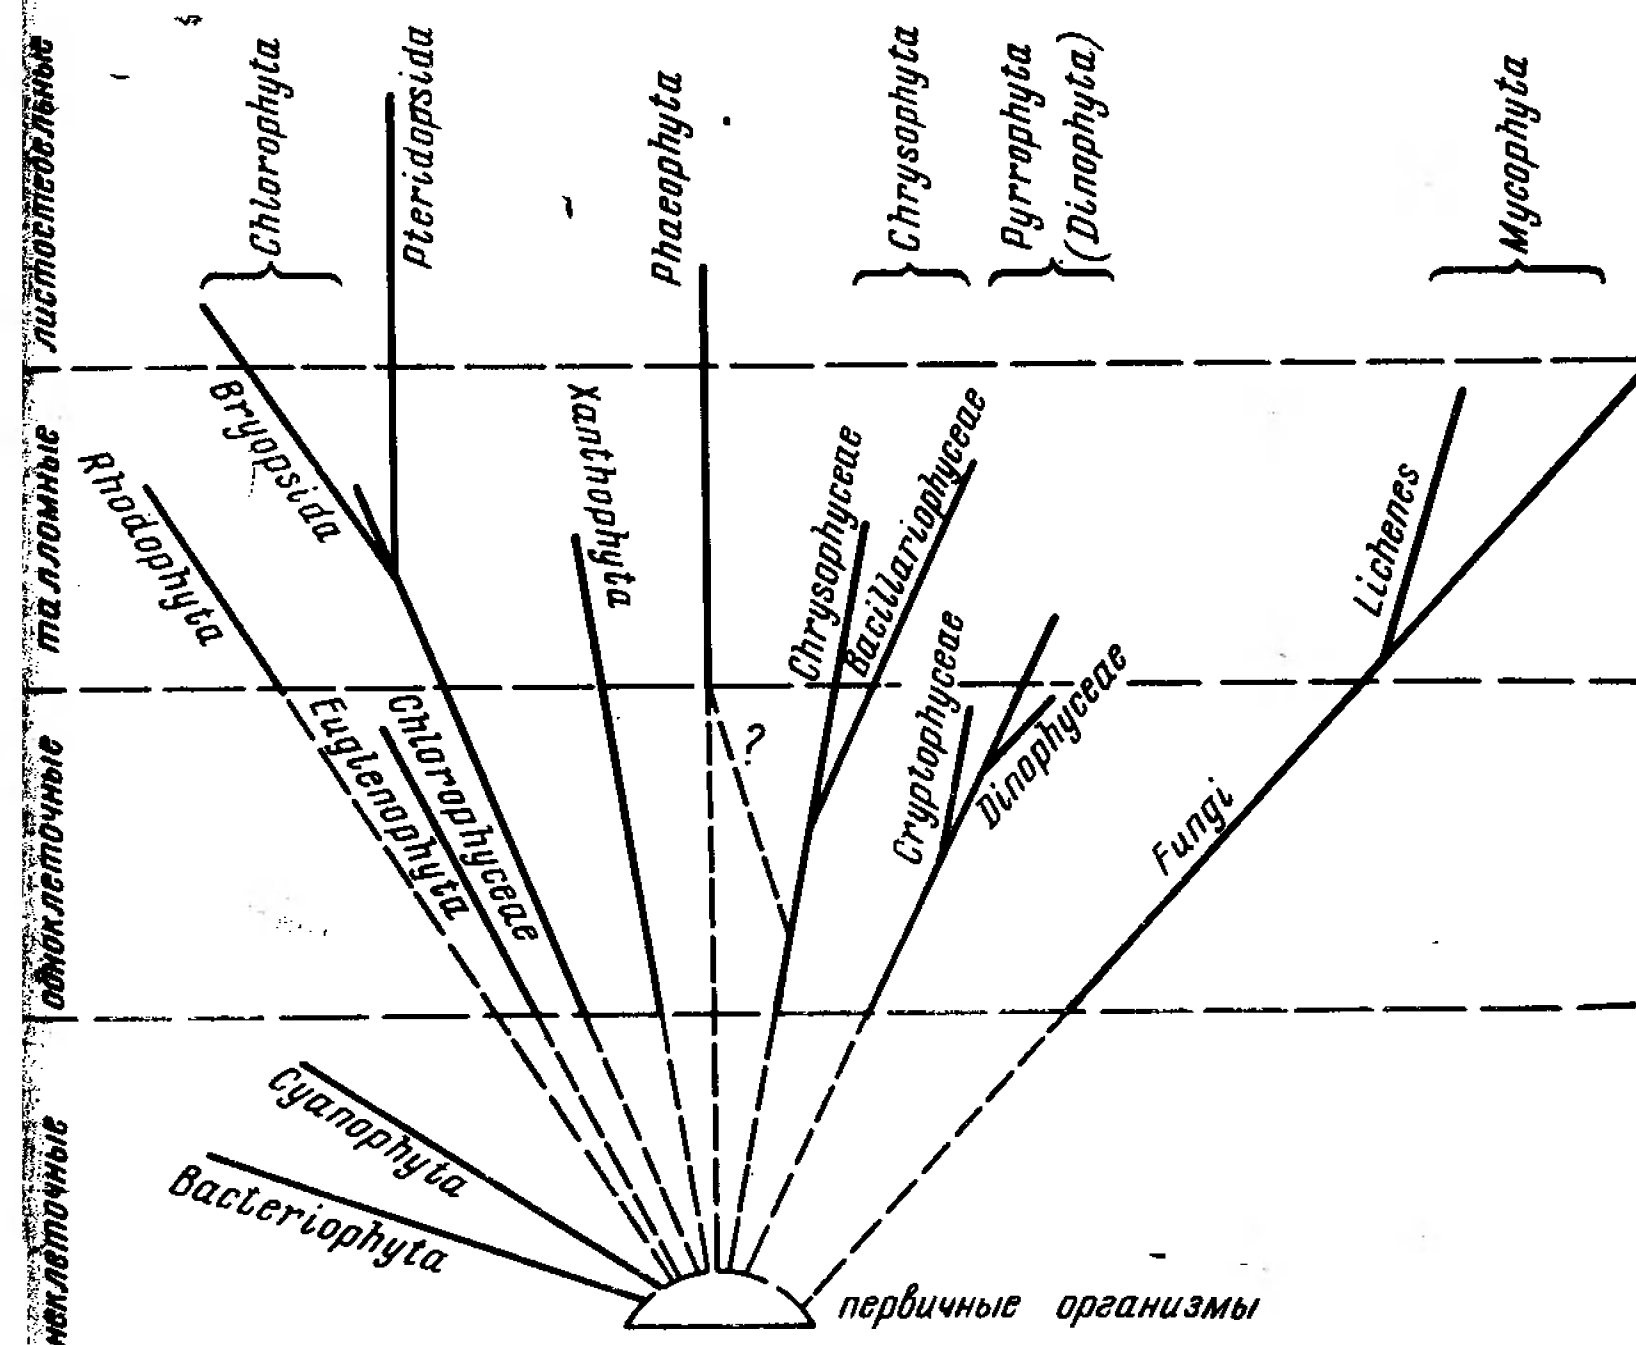 листостебельные
Chlorophyta
Pteridopsida
Phaeophyta
Chrysophyta
Pyrrophyta
(Dinophyta)
Mycophyta
талломные
Rhodophyta
Bryopsida
Xanthophyta
Chrysophyceae
Bacillariophyceae
Lichenes
одноклеточные
Euglenophyta
Chlorophyceae
?
Cryptophyceae
Dinophyceae
Fungi
Cyanophyta
Bacteriophyta
первичные организмы